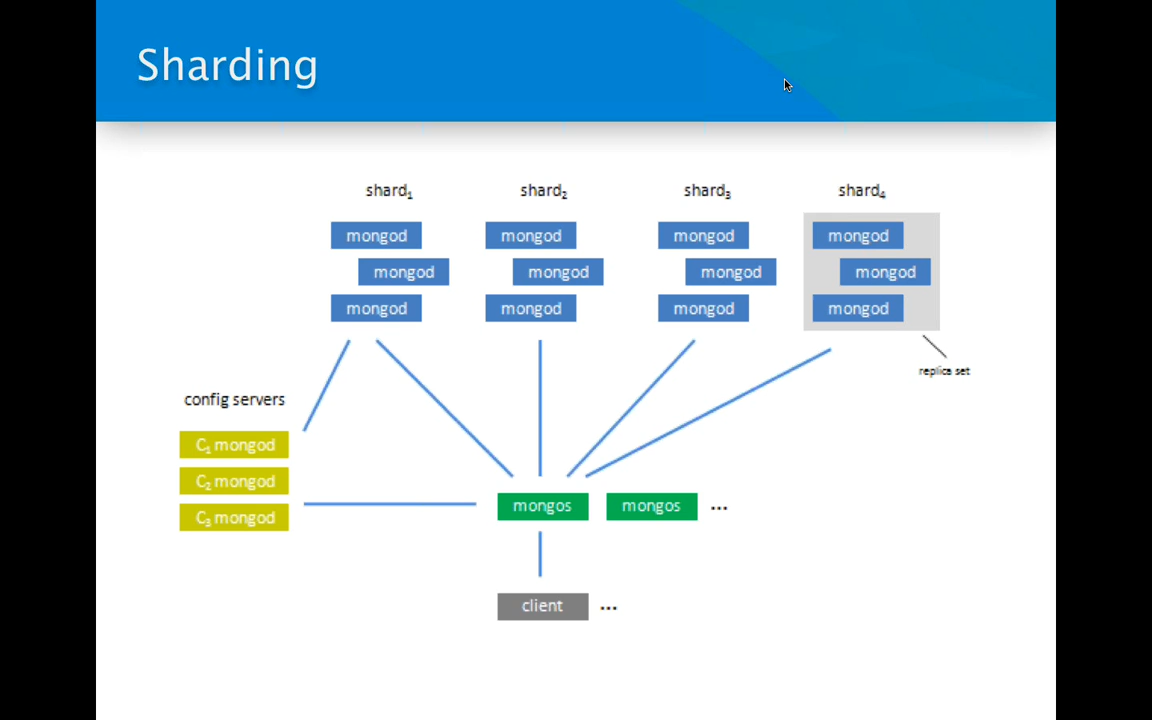 Sharding
shard₁ shard₂ shard₃ shard₄
mongod mongod mongod mongod
mongod mongod mongod mongod
mongod mongod mongod mongod
replica set
config servers
C₁ mongod
C₂ mongod
C₃ mongod
mongos mongos ...
client ...